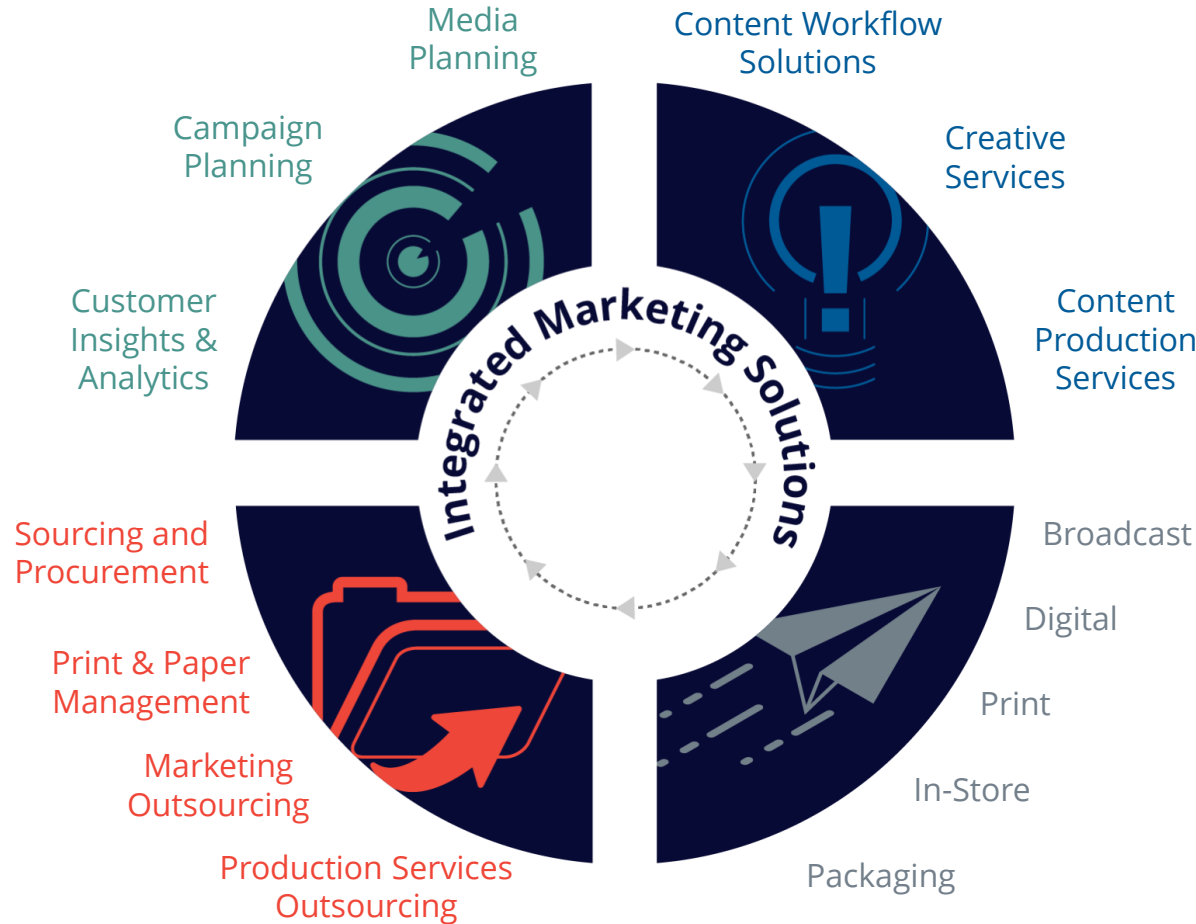 Media
Planning
Campaign
Planning
Customer
Insights &
Analytics
Content Workflow
Solutions
Creative
Services
Content
Production
Services
Integrated Marketing Solutions
Sourcing and
Procurement
Print & Paper
Management
Marketing
Outsourcing
Production Services
Outsourcing
Broadcast
Digital
Print
In-Store
Packaging